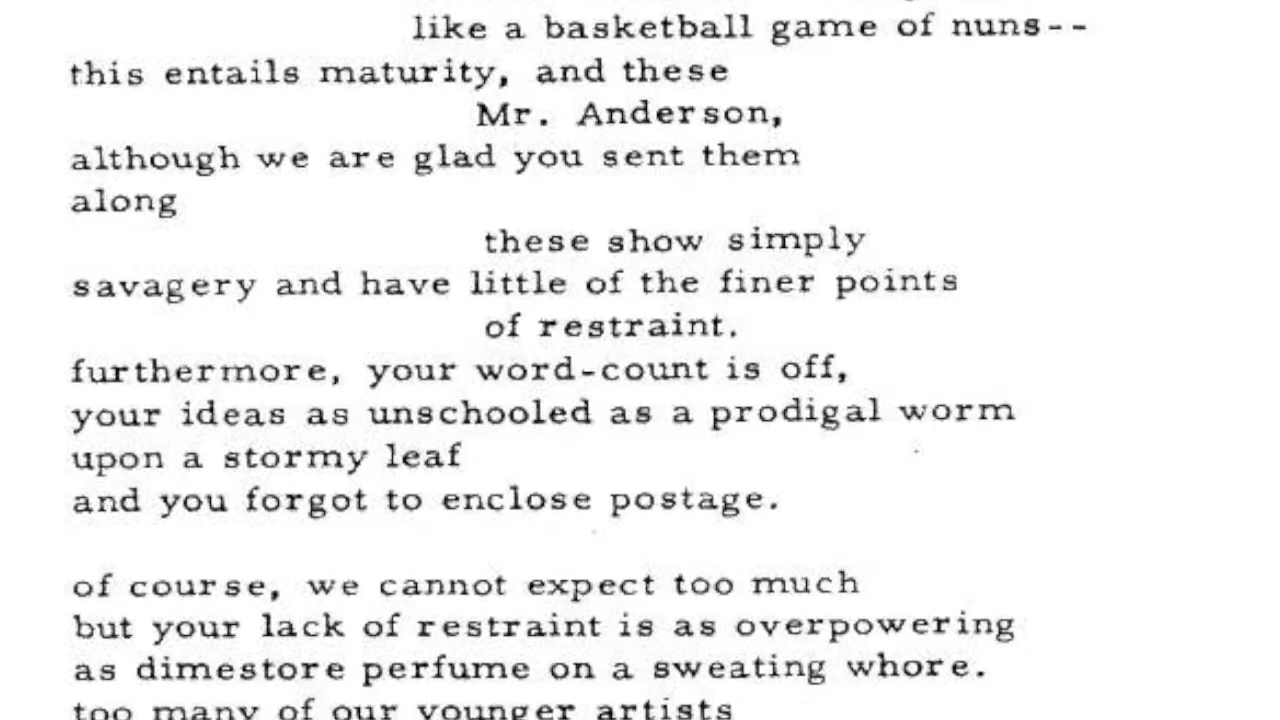 like a basketball game of nuns--
this entails maturity, and these
Mr. Anderson,
although we are glad you sent them
along
these show simply
savagery and have little of the finer points
of restraint.
furthermore, your word-count is off,
your ideas as unschooled as a prodigal worm
upon a stormy leaf
and you forgot to enclose postage.

of course, we cannot expect too much
but your lack of restraint is as overpowering
as dimestore perfume on a sweating whore.
too many of our younger artists